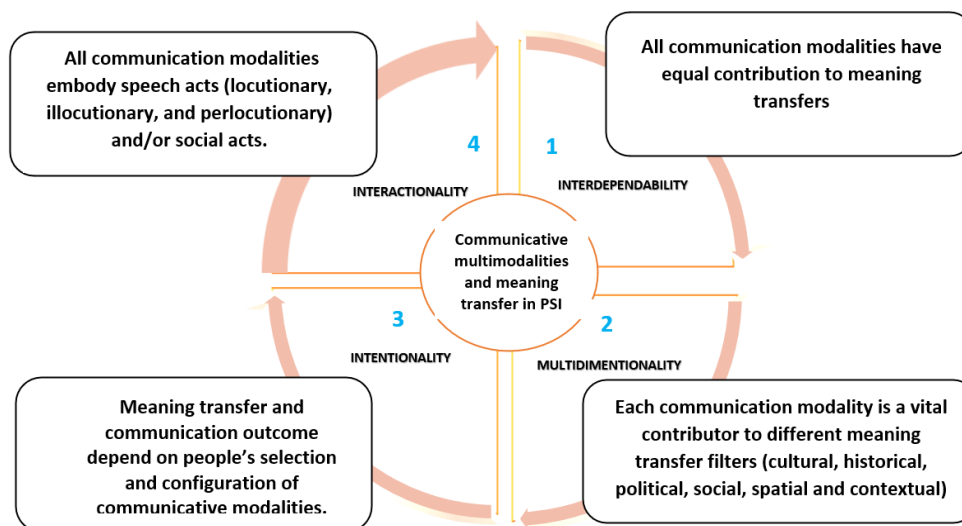 All communication modalities
embody speech acts (locutionary,
illocutionary, and perlocutionary)
and/or social acts.
All communication modalities have
equal contribution to meaning
transfers
4
1
INTERACTIONALITY
INTERDEPENDABILITY
Communicative
multimodalities
and meaning
transfer in PSI
3
2
INTENTIONALITY
MULTIDIMENTIONALITY
Meaning transfer and
communication outcome
depend on people’s selection
and configuration of
communicative modalities.
Each communication modality is a vital
contributor to different meaning
transfer filters (cultural, historical,
political, social, spatial and contextual)